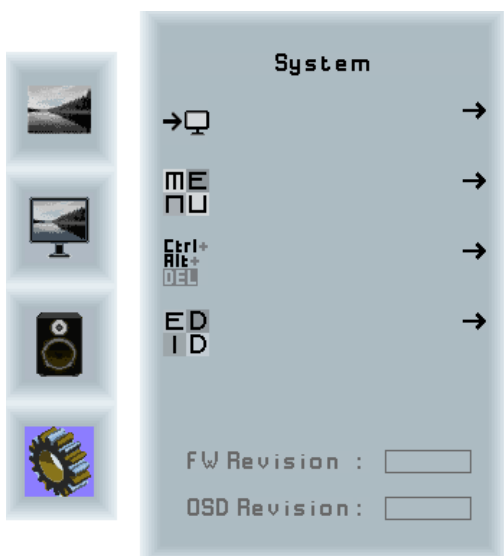 System
→
→
ME
NU
→
Ctrl+
Alt+
DEL
→
ED
ID
→
FW Revision :
OSD Revision :